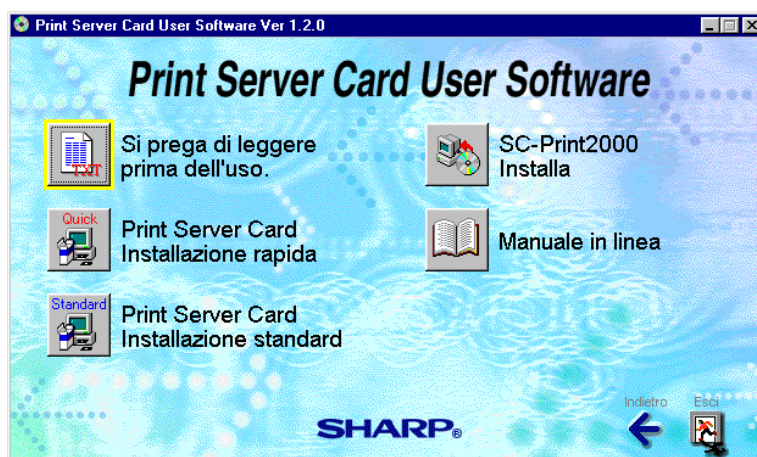 Print Server Card User Software Ver 1.2.0
Print Server Card User Software
TXT
Si prega di leggere
prima dell'uso.
SC-Print2000
Installa
Quick
Print Server Card
Installazione rapida
Manuale in linea
Standard
Print Server Card
Installazione standard
Indietro
Esci
SHARP®